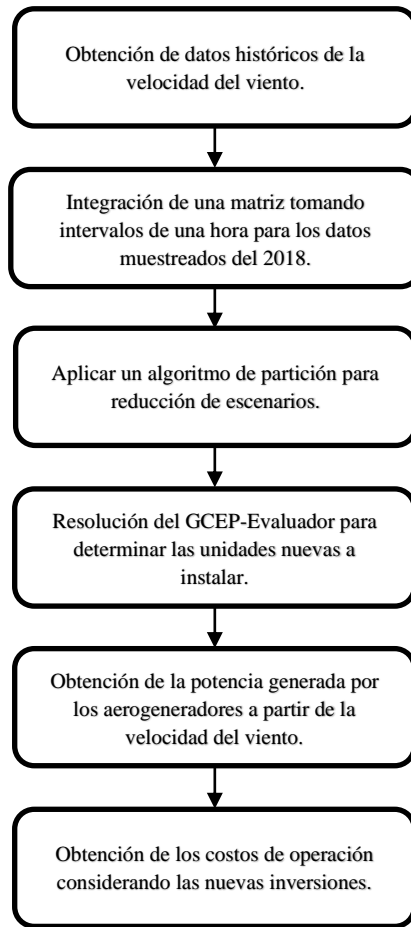 Obtención de datos históricos de la
velocidad del viento.
Integración de una matriz tomando
intervalos de una hora para los datos
muestreados del 2018.
Aplicar un algoritmo de partición para
reducción de escenarios.
Resolución del GCEP-Evaluador para
determinar las unidades nuevas a
instalar.
Obtención de la potencia generada por
los aerogeneradores a partir de la
velocidad del viento.
Obtención de los costos de operación
considerando las nuevas inversiones.